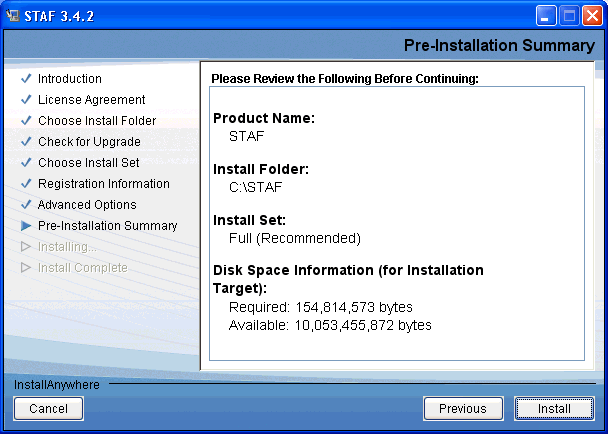 STAF 3.4.2
Pre-Installation Summary
Introduction
License Agreement
Choose Install Folder
Check for Upgrade
Choose Install Set
Registration Information
Advanced Options
Pre-Installation Summary
Installing...
Install Complete
Please Review the Following Before Continuing:
Product Name:
STAF
Install Folder:
C:\STAF
Install Set:
Full (Recommended)
Disk Space Information (for Installation
Target):
Required: 154,814,573 bytes
Available: 10,053,455,872 bytes
InstallAnywhere
Cancel
Previous
Install